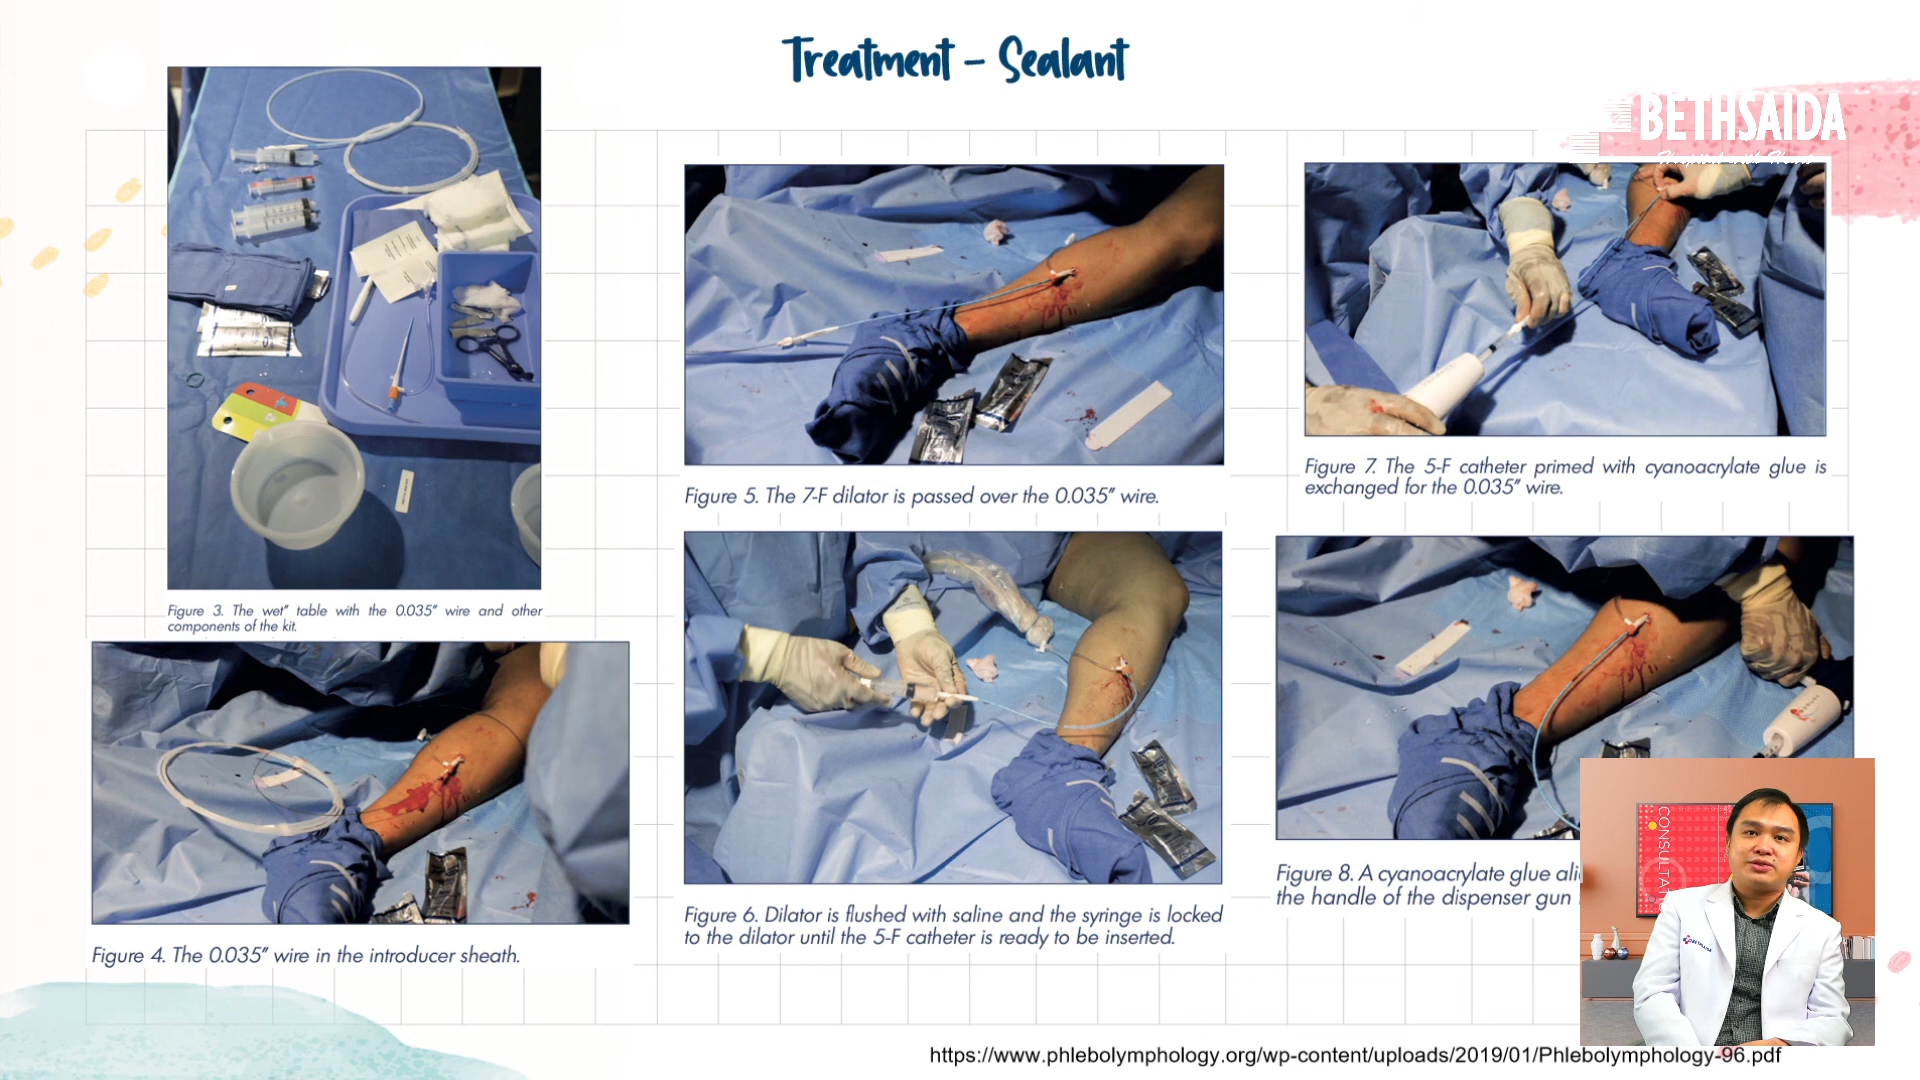 Treatment - Sealant
BETHSAIDA
Figure 3. The wet” table with the 0.035” wire and other
components of the kit.
Figure 4. The 0.035” wire in the introducer sheath.
Figure 5. The 7-F dilator is passed over the 0.035” wire.
Figure 6. Dilator is flushed with saline and the syringe is locked
to the dilator until the 5-F catheter is ready to be inserted.
Figure 7. The 5-F catheter primed with cyanoacrylate glue is
exchanged for the 0.035” wire.
Figure 8. A cyanoacrylate glue ali
the handle of the dispenser gun
CONSULTA
BETHSAIDA
https://www.phlebolymphology.org/wp-content/uploads/2019/01/Phlebolymphology-96.pdf